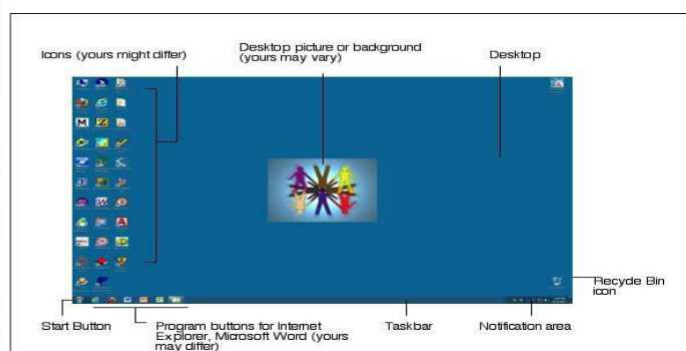 Icons (yours might differ)
Desktop picture or background
(yours may vary)
Desktop
Recycle Bin
icon
Start Button
Program buttons for Internet
Explorer, Microsoft Word (yours
may differ)
Taskbar
Notification area